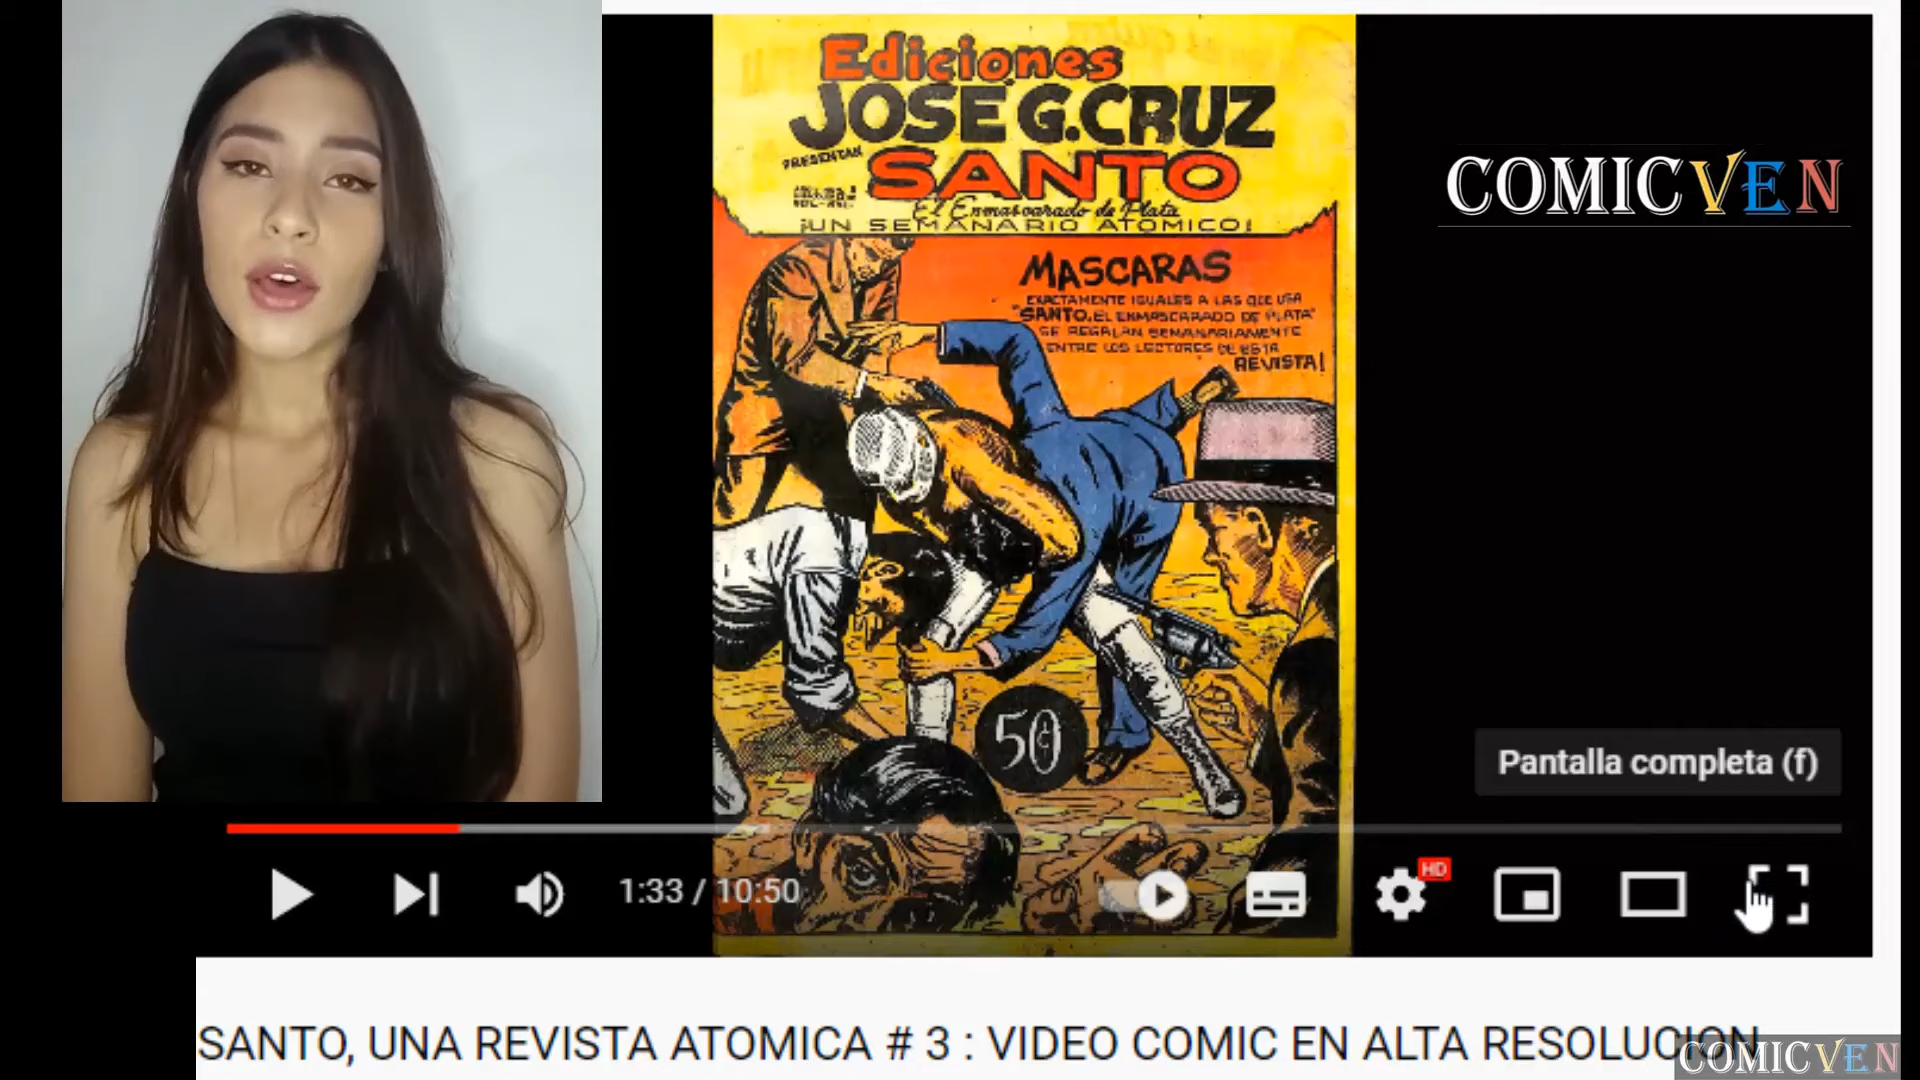 Ediciones
JOSE G. CRUZ
PRESENTAN
SANTO
El Enmascarado de Plata
¡UN SEMANARIO ATOMICO!
MASCARAS
EXACTAMENTE IGUALES A LAS QUE USA
"SANTO, EL ENMASCARADO DE PLATA"
SE REGALAN SEMANARIAMENTE
ENTRE LOS LECTORES DE ESTA
REVISTA!
50¢
COMICVEN
Pantalla completa (f)
1:33 / 10:50
HD
SANTO, UNA REVISTA ATOMICA # 3 : VIDEO COMIC EN ALTA RESOLUCION
COMICVEN